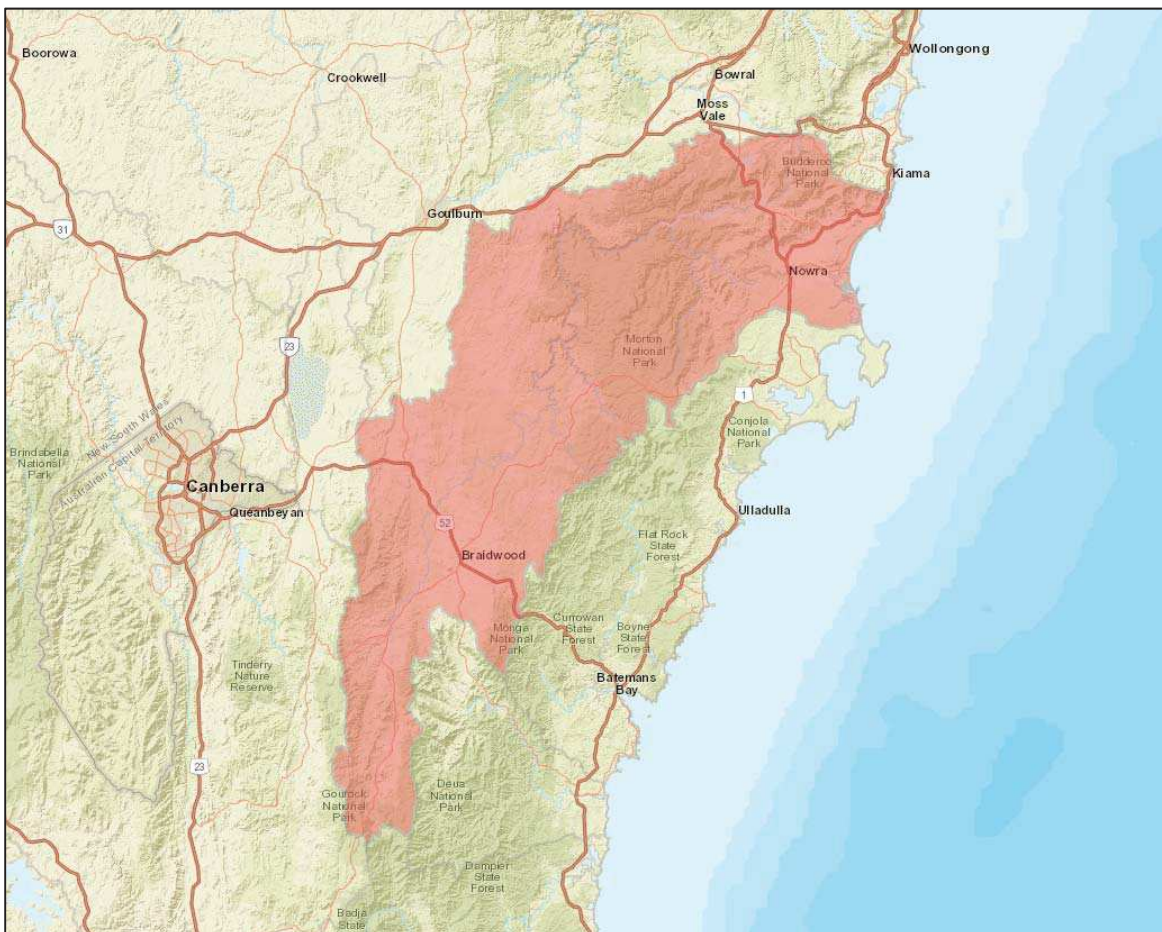 Boorowa
Wollongong
Crookwell
Bowral
Moss
Vale
Budderoo
National
Park
Kiama
Goulburn
31
Nowra
Morton
National
Park
23
1
Conjola
National
Park
New South Wales
Australian Capital Territory
Brindabella
National
Park
Canberra
Queanbeyan
Ulladulla
52
Flat Rock
State
Forest
Braidwood
Monga
National
Park
Currowan
State
Forest
Boyne
State
Forest
Tinderry
Nature
Reserve
Batemans
Bay
23
Gourock
National
Park
Deua
National
Park
Dampier
State
Forest
Badja
State